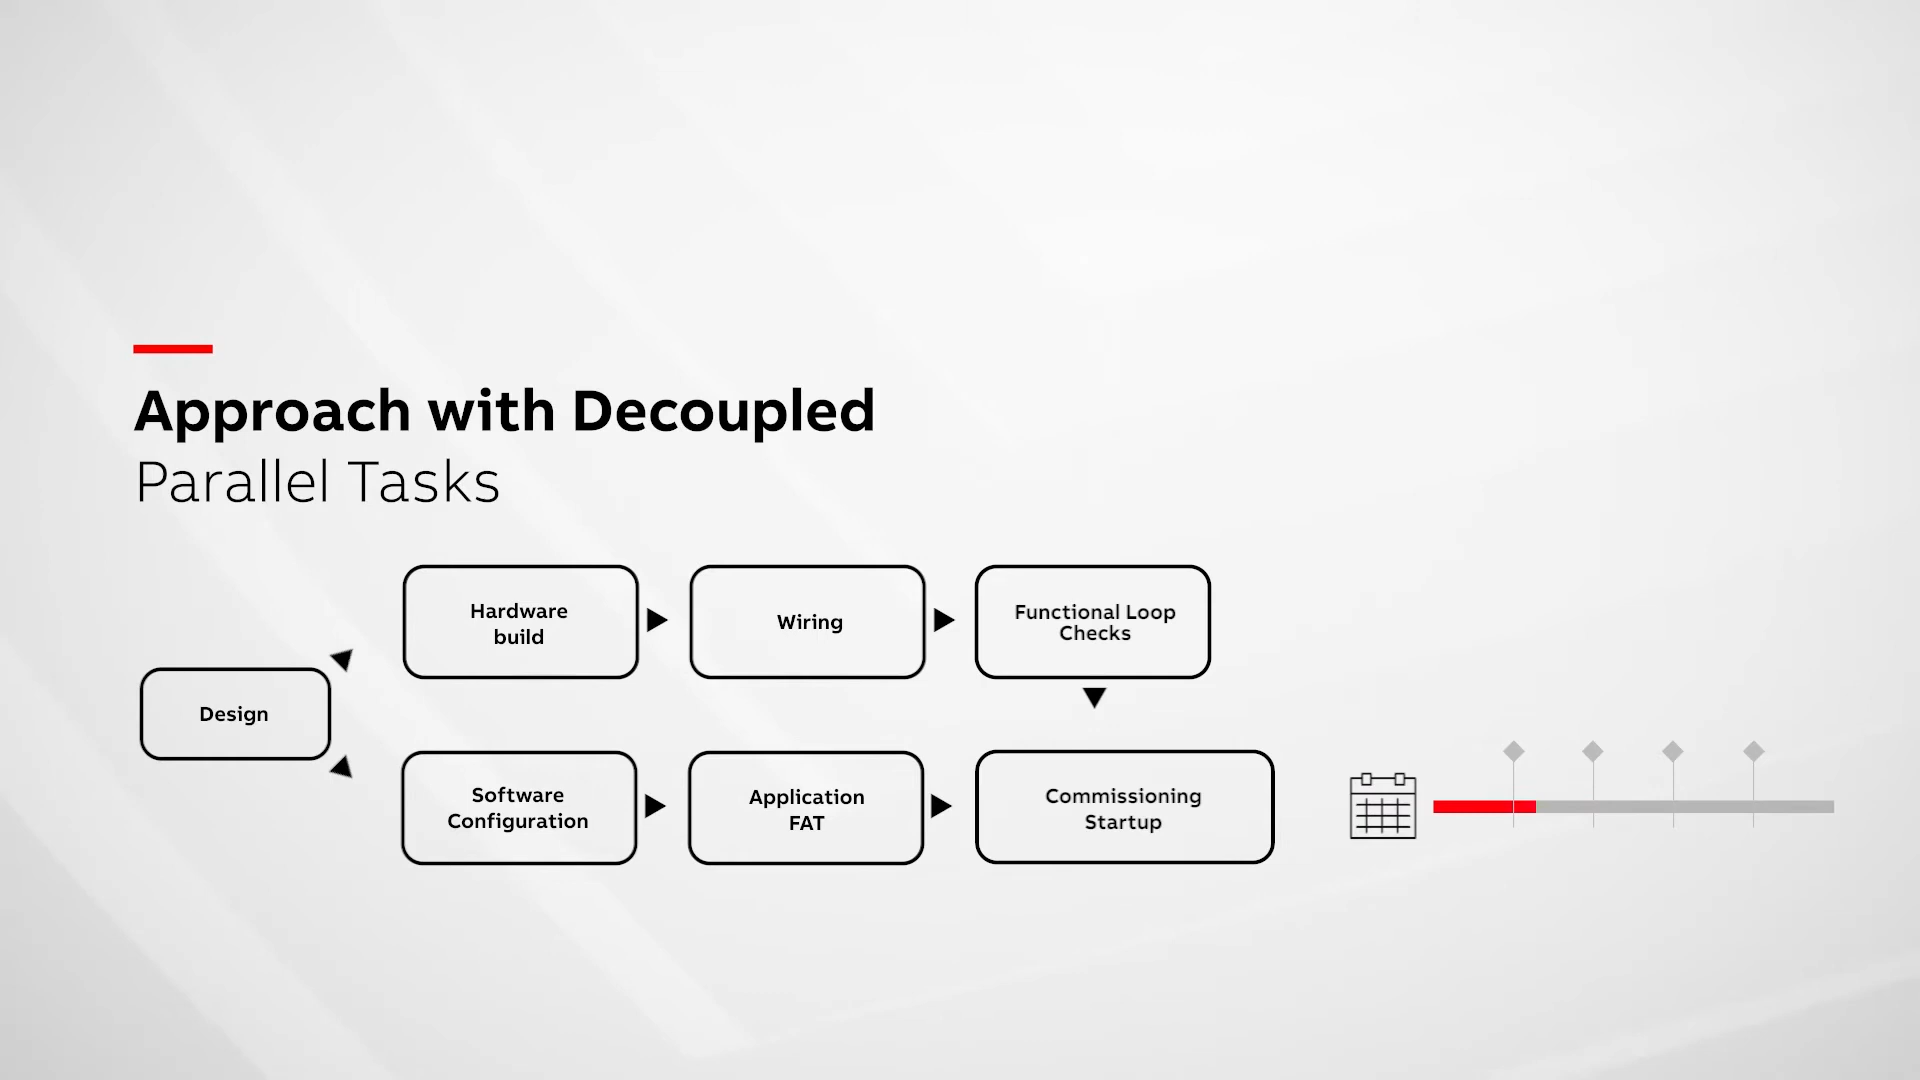 Approach with Decoupled
Parallel Tasks
Design
Hardware
build
Wiring
Functional Loop
Checks
Software
Configuration
Application
FAT
Commissioning
Startup